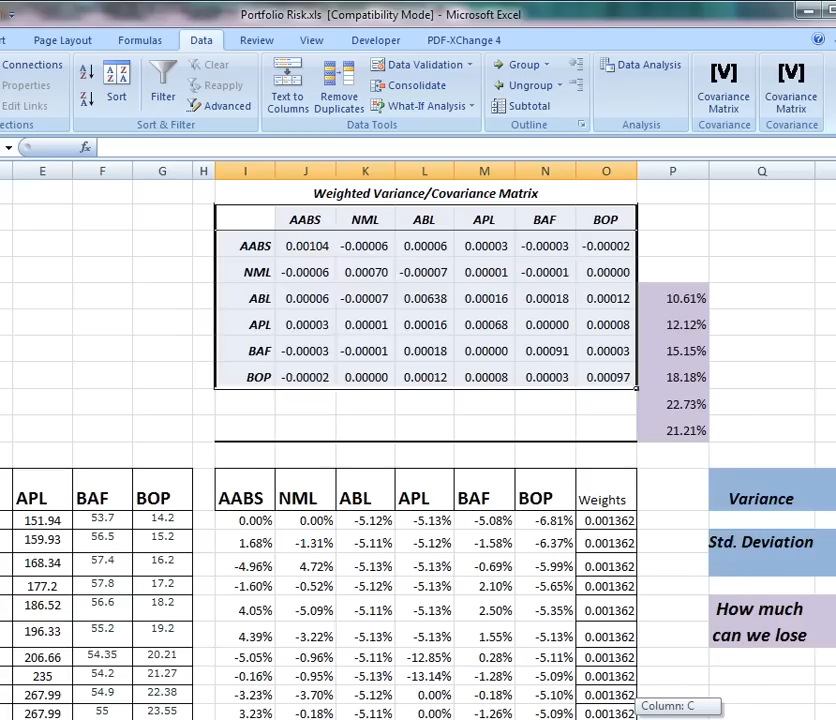 Portfolio Risk.xls [Compatibility Mode] - Microsoft Excel
Page Layout Formulas Data Review View Developer PDF-XChange 4
Connections Clear Data Validation Group Data Analysis
Properties Reapply Consolidate Ungroup
Edit Links Sort Filter Advanced Text to Columns Remove Duplicates What-If Analysis Subtotal Covariance Matrix Covariance Matrix
Sort & Filter Data Tools Outline Analysis Covariance Covariance
fx
E F G H I J K L M N O P Q
Weighted Variance/Covariance Matrix
AABS NML ABL APL BAF BOP
AABS 0.00104 -0.00006 0.00006 0.00003 -0.00003 -0.00002
NML -0.00006 0.00070 -0.00007 0.00001 -0.00001 0.00000
ABL 0.00006 -0.00007 0.00638 0.00016 0.00018 0.00012 10.61%
APL 0.00003 0.00001 0.00016 0.00068 0.00000 0.00008 12.12%
BAF -0.00003 -0.00001 0.00018 0.00000 0.00091 0.00003 15.15%
BOP -0.00002 0.00000 0.00012 0.00008 0.00003 0.00097 18.18%
22.73%
21.21%
APL BAF BOP AABS NML ABL APL BAF BOP Weights Variance
151.94 53.7 14.2 0.00% 0.00% -5.12% -5.13% -5.08% -6.81% 0.001362
159.93 56.5 15.2 1.68% -1.31% -5.11% -5.12% -1.58% -6.37% 0.001362 Std. Deviation
168.34 57.4 16.2 -4.96% 4.72% -5.11% -5.13% -0.69% -5.99% 0.001362
177.2 57.8 17.2 -1.60% -0.52% -5.12% -5.13% 2.10% -5.65% 0.001362
186.52 56.6 18.2 4.05% -5.09% -5.11% -5.13% 2.50% -5.35% 0.001362 How much
196.33 55.2 19.2 4.39% -3.22% -5.11% -5.13% 1.55% -5.13% 0.001362 can we lose
206.66 54.35 20.21 -5.05% -0.96% -5.11% -12.85% 0.28% -5.11% 0.001362
235 54.2 21.27 -0.16% -0.95% -5.13% -13.14% -1.28% -5.09% 0.001362
267.99 54.9 22.38 -3.23% -3.70% -5.12% 0.00% -0.18% -5.10% 0.001362
267.99 55 23.55 3.23% -0.18% -5.11% 0.00% -1.26% -5.09% 0.001362
Column: C